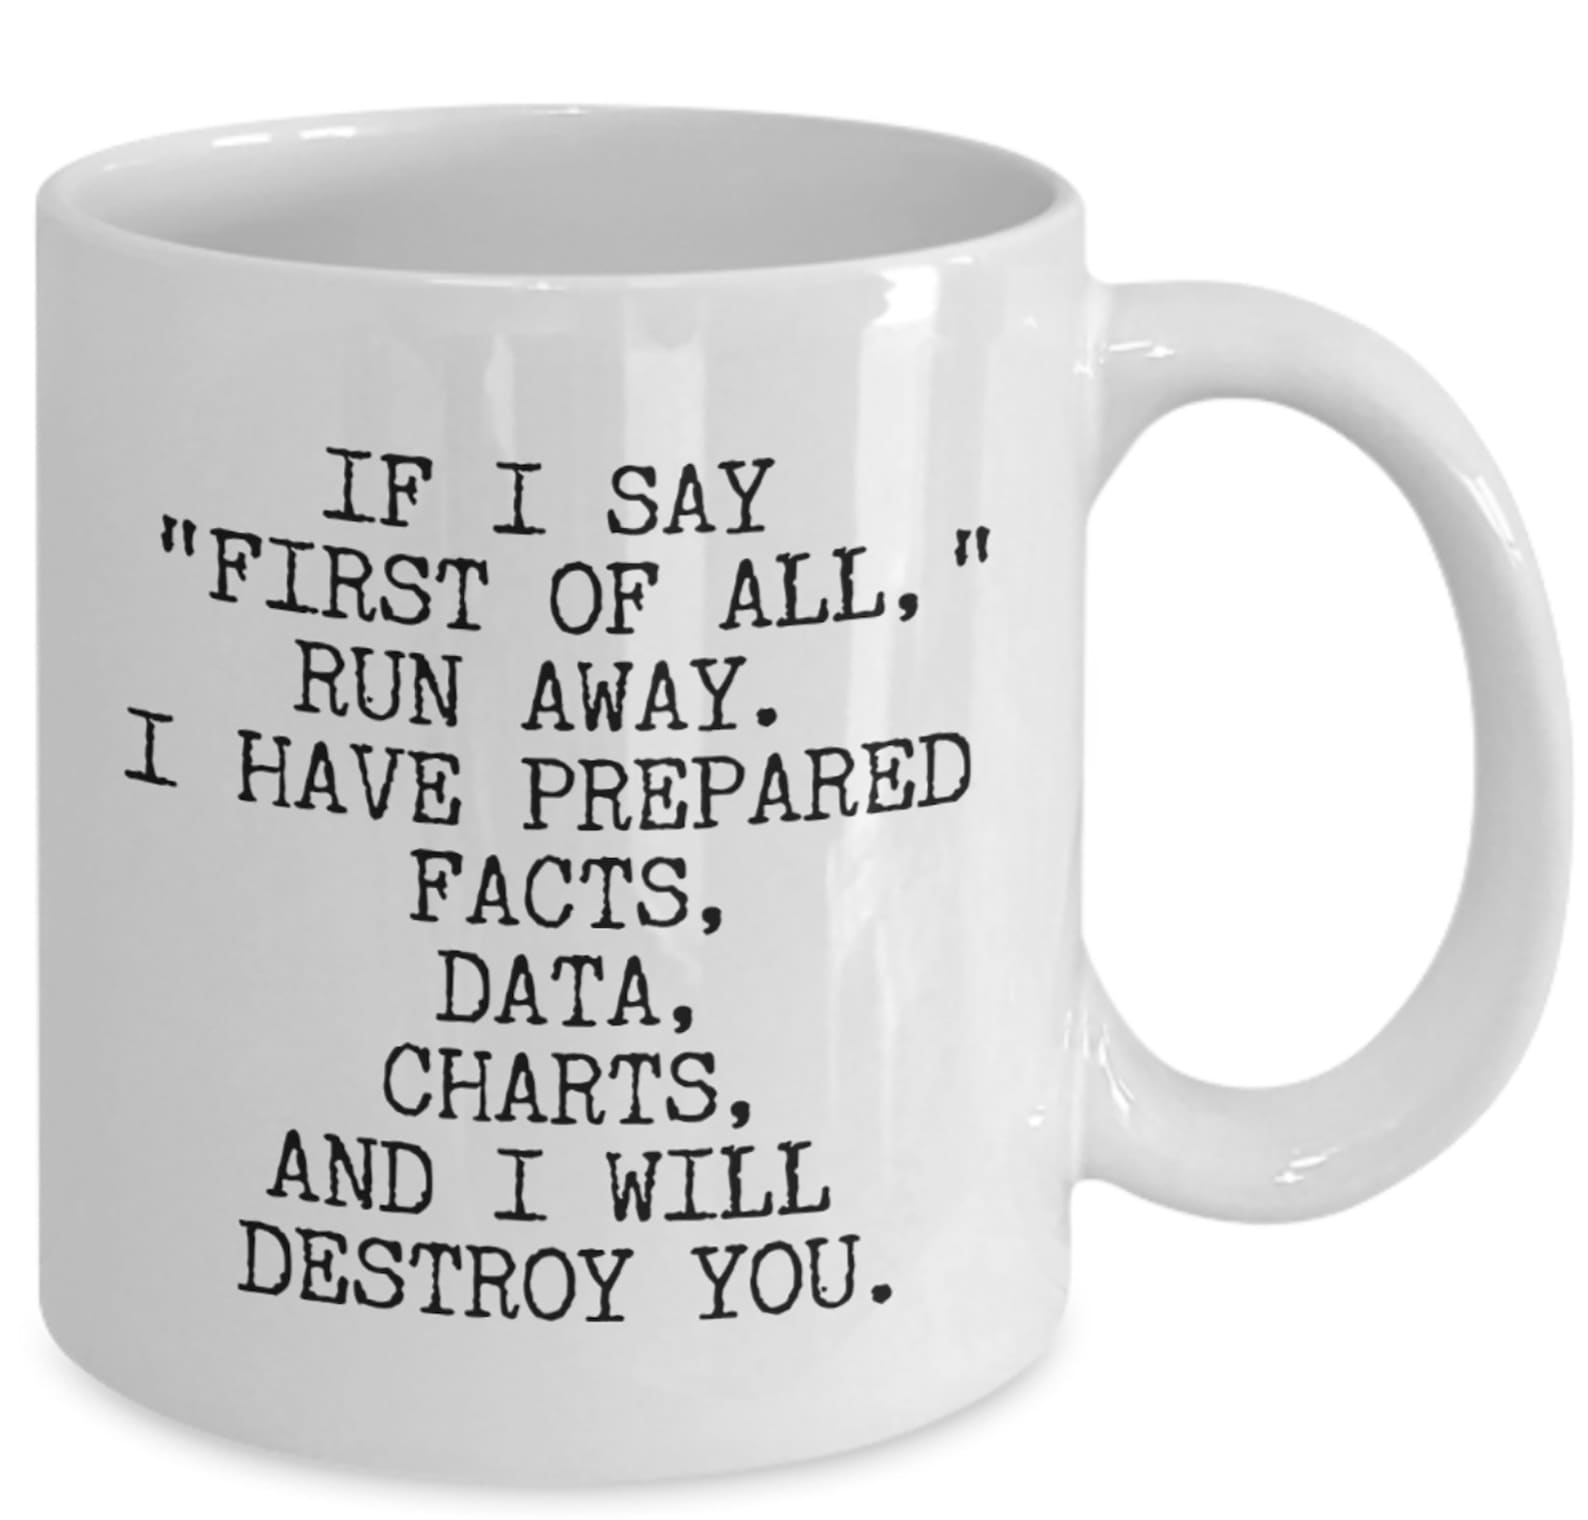 IF I SAY
"FIRST OF ALL,"
RUN AWAY.
I HAVE PREPARED
FACTS,
DATA,
CHARTS,
AND I WILL
DESTROY YOU.